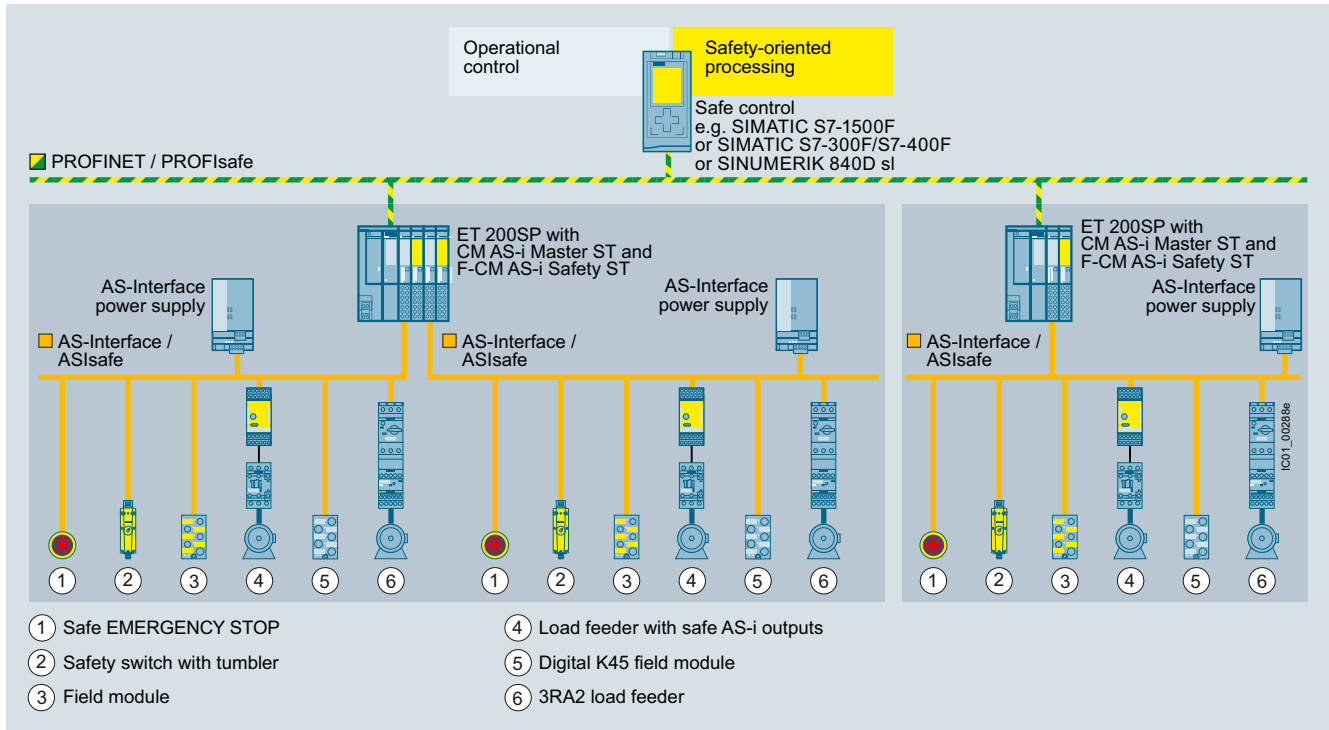 Operational
control
Safety-oriented
processing
Safe control
e.g. SIMATIC S7-1500F
or SIMATIC S7-300F/S7-400F
or SINUMERIK 840D sl
PROFINET / PROFIsafe
ET 200SP with
CM AS-i Master ST and
F-CM AS-i Safety ST
AS-Interface
power supply
AS-Interface /
ASIsafe
AS-Interface
power supply
AS-Interface /
ASIsafe
ET 200SP with
CM AS-i Master ST and
F-CM AS-i Safety ST
AS-Interface
power supply
AS-Interface /
ASIsafe
IC01_00288e
1 2 3 4 5 6
1 2 3 4 5 6
1 2 3 4 5 6
1 Safe EMERGENCY STOP
2 Safety switch with tumbler
3 Field module
4 Load feeder with safe AS-i outputs
5 Digital K45 field module
6 3RA2 load feeder